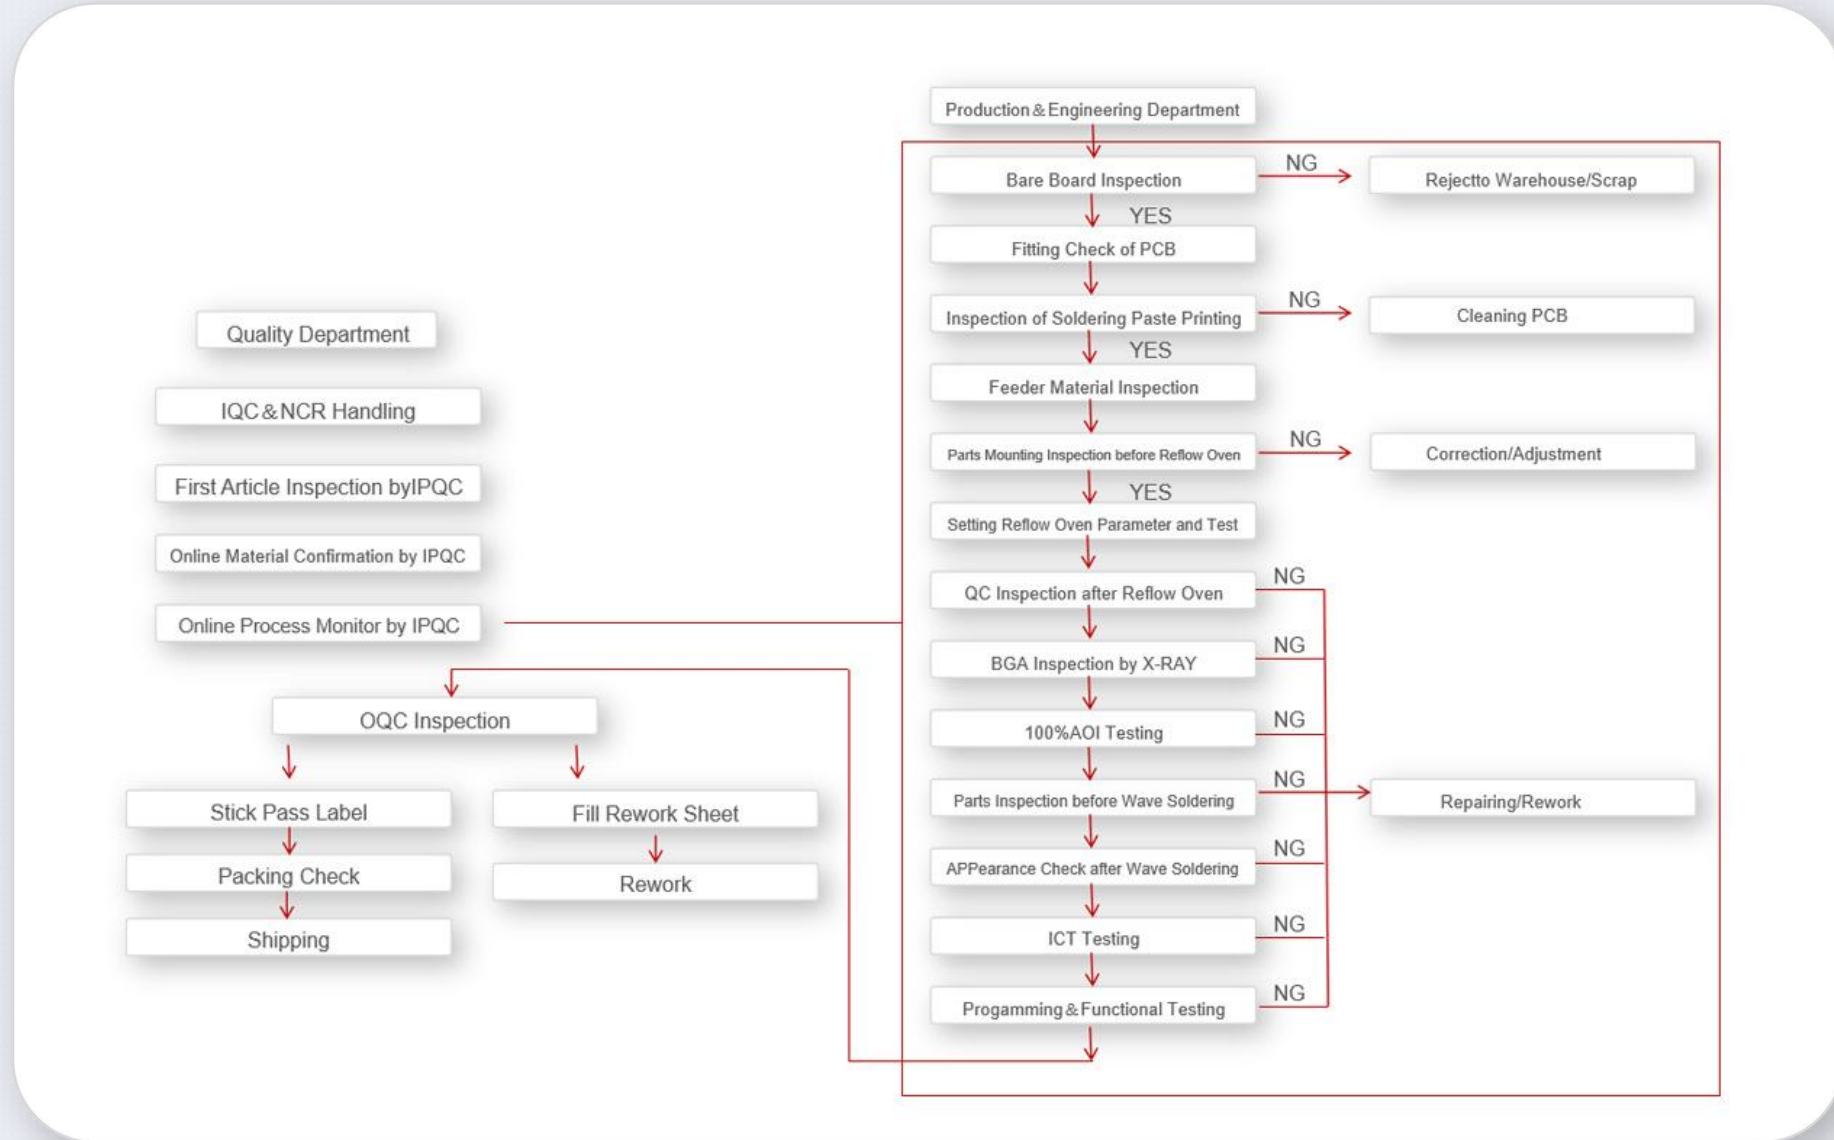 Production&Engineering Department
Bare Board Inspection
NG
Rejectto Warehouse/Scrap
YES
Fitting Check of PCB
Inspection of Soldering Paste Printing
NG
Cleaning PCB
YES
Feeder Material Inspection
Parts Mounting Inspection before Reflow Oven
NG
Correction/Adjustment
YES
Setting Reflow Oven Parameter and Test
QC Inspection after Reflow Oven
NG
BGA Inspection by X-RAY
NG
100%AOI Testing
NG
Parts Inspection before Wave Soldering
NG
Repairing/Rework
APPearance Check after Wave Soldering
NG
ICT Testing
NG
Progamming&Functional Testing
NG
Quality Department
IQC&NCR Handling
First Article Inspection byIPQC
Online Material Confirmation by IPQC
Online Process Monitor by IPQC
OQC Inspection
Stick Pass Label
Packing Check
Shipping
Fill Rework Sheet
Rework